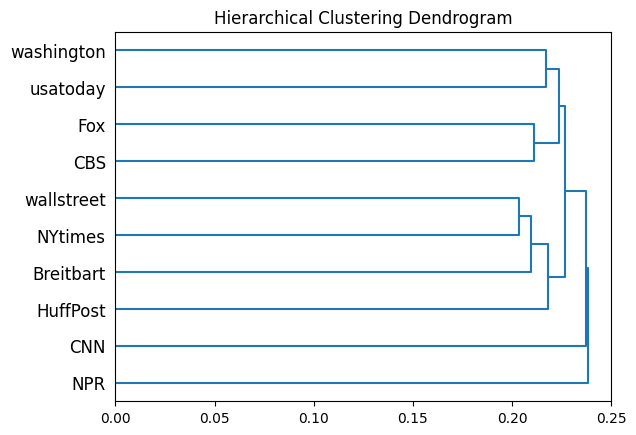 Hierarchical Clustering Dendrogram
washington
usatoday
Fox
CBS
wallstreet
NYtimes
Breitbart
HuffPost
CNN
NPR
0.00 0.05 0.10 0.15 0.20 0.25